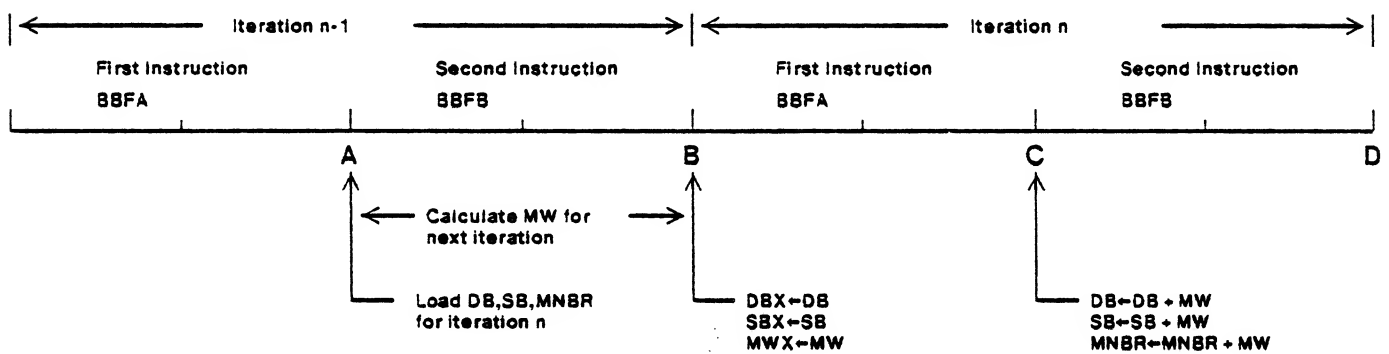 Iteration n-1
Iteration n
First Instruction
Second Instruction
First Instruction
Second Instruction
BBFA
BBFB
BBFA
BBFB
A
B
C
D
Calculate MW for
next iteration
Load DB,SB,MNBR
for iteration n
DBX←DB
SBX←SB
MWX←MW
DB←DB + MW
SB←SB + MW
MNBR←MNBR + MW